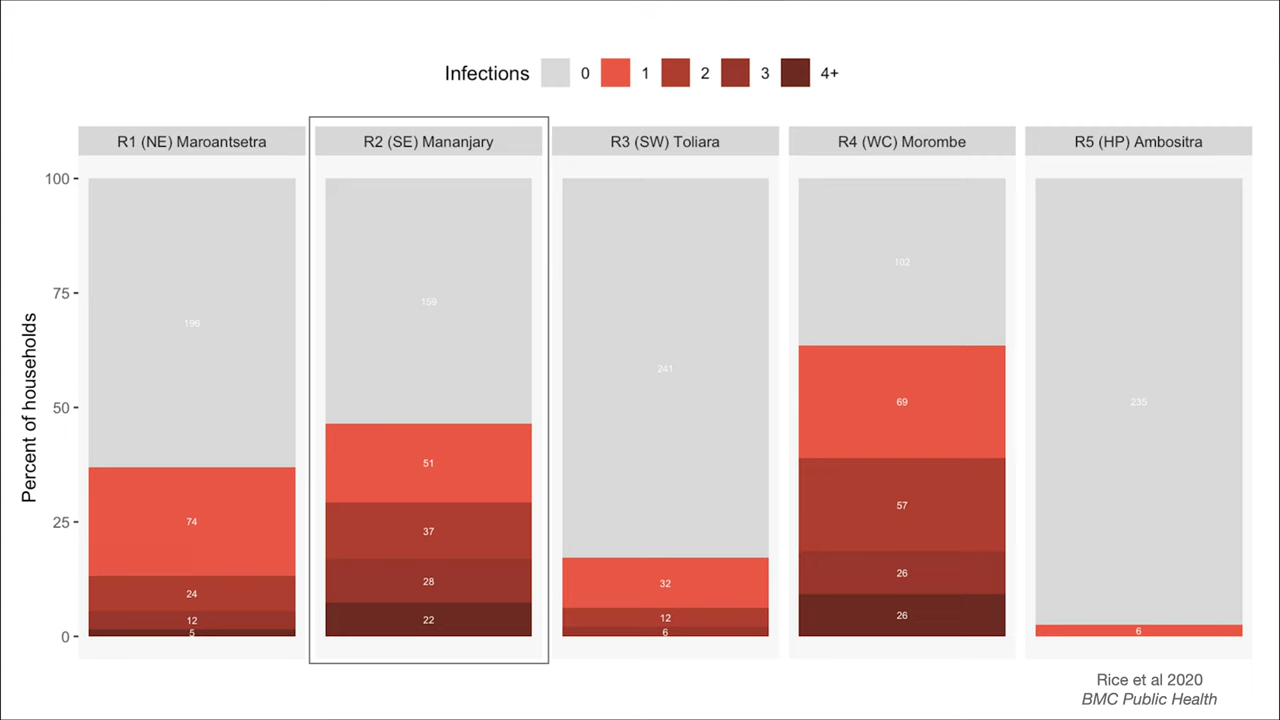 Infections 0 1 2 3 4+
R1 (NE) Maroantsetra
R2 (SE) Mananjary
R3 (SW) Toliara
R4 (WC) Morombe
R5 (HP) Ambositra
Percent of households
100
75
50
25
0
196
74
24
12
5
159
51
37
28
22
241
32
12
6
102
69
57
26
26
235
6
Rice et al 2020
BMC Public Health